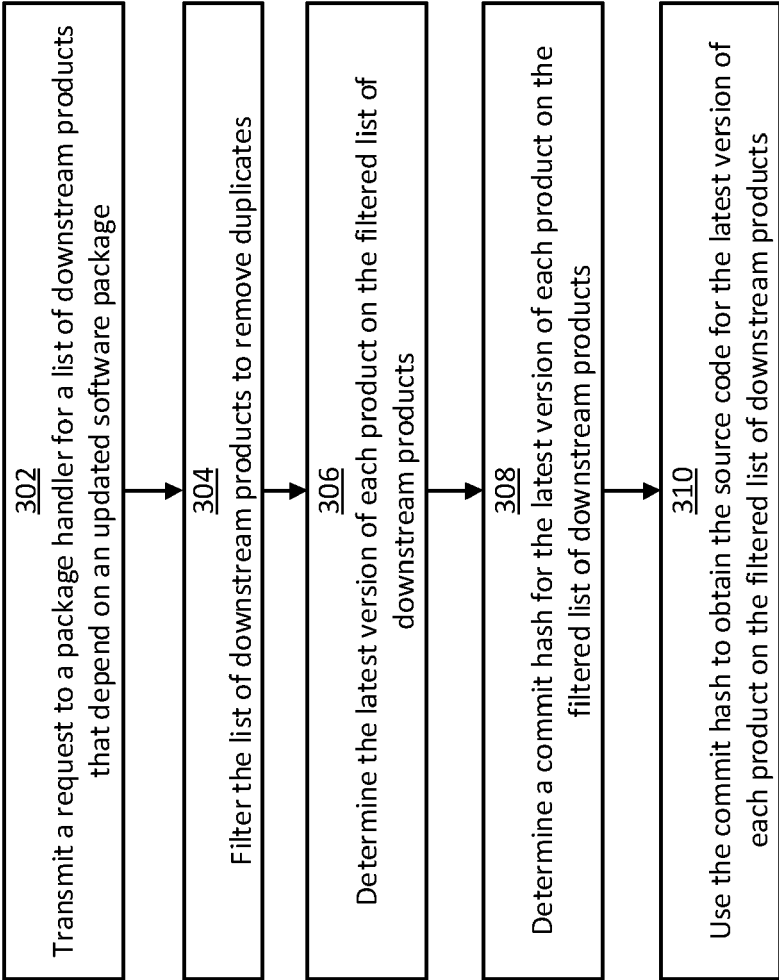 302
Transmit a request to a package handler for a list of downstream products
that depend on an updated software package
304
Filter the list of downstream products to remove duplicates
306
Determine the latest version of each product on the filtered list of
downstream products
308
Determine a commit hash for the latest version of each product on the
filtered list of downstream products
310
Use the commit hash to obtain the source code for the latest version of
each product on the filtered list of downstream products